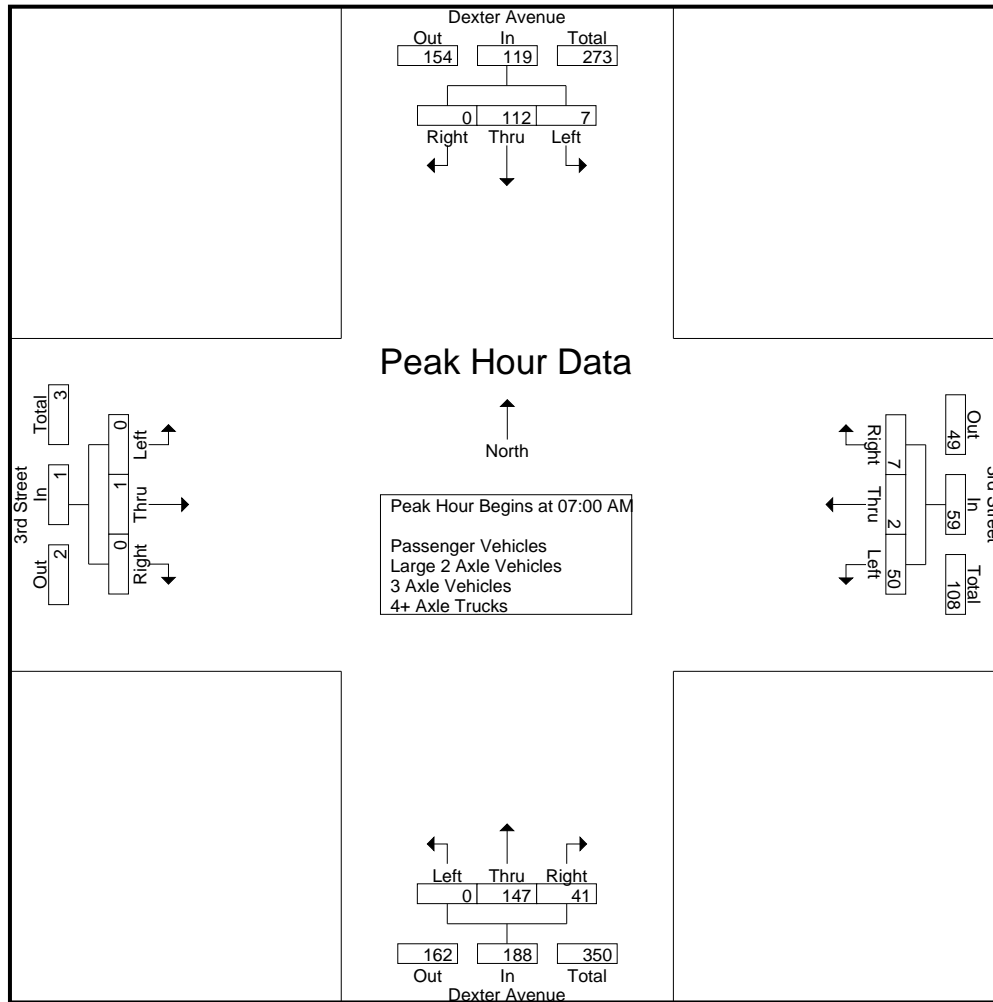 Dexter Avenue
Out In Total
154 119 273
0 112 7
Right Thru Left
Peak Hour Data
North
Peak Hour Begins at 07:00 AM
Passenger Vehicles
Large 2 Axle Vehicles
3 Axle Vehicles
4+ Axle Trucks
3rd Street
Out In Total
2 1 3
0 1 0
Left Thru Right
3rd Street
Out In Total
49 59 108
7 2 50
Right Thru Left
Left Thru Right
0 147 41
162 188 350
Out In Total
Dexter Avenue